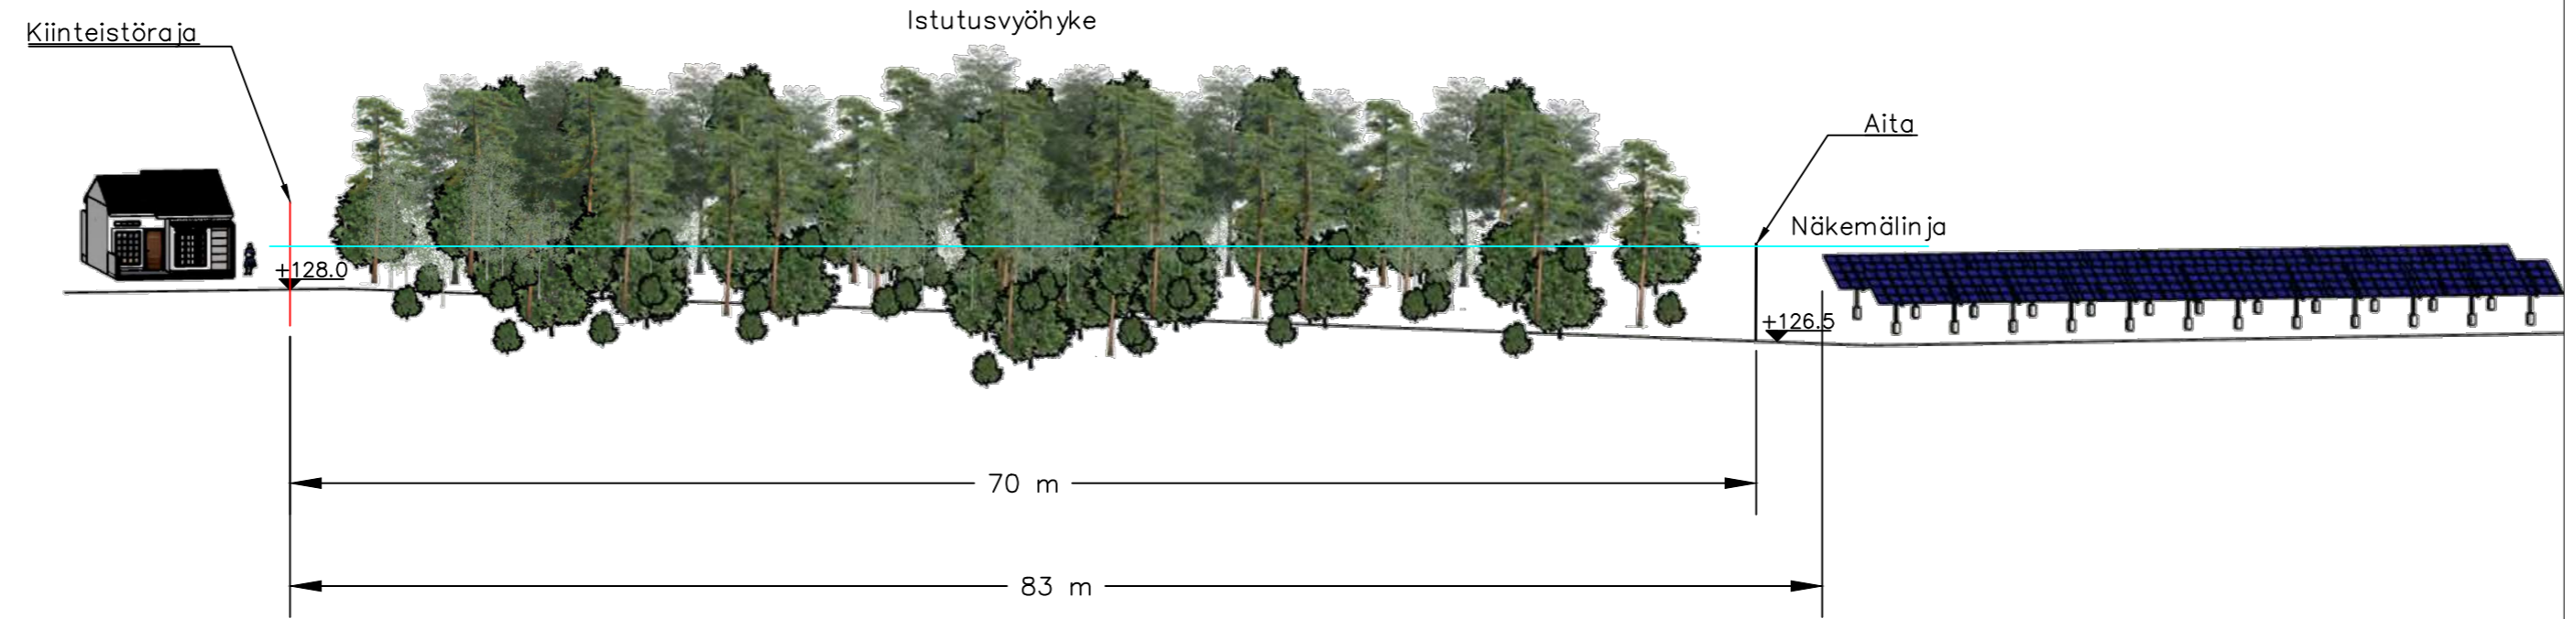 Istutusvyöhyke
Kiinteistöraja
Aita
Näkemälinja
+128.0
+126.5
70 m
83 m